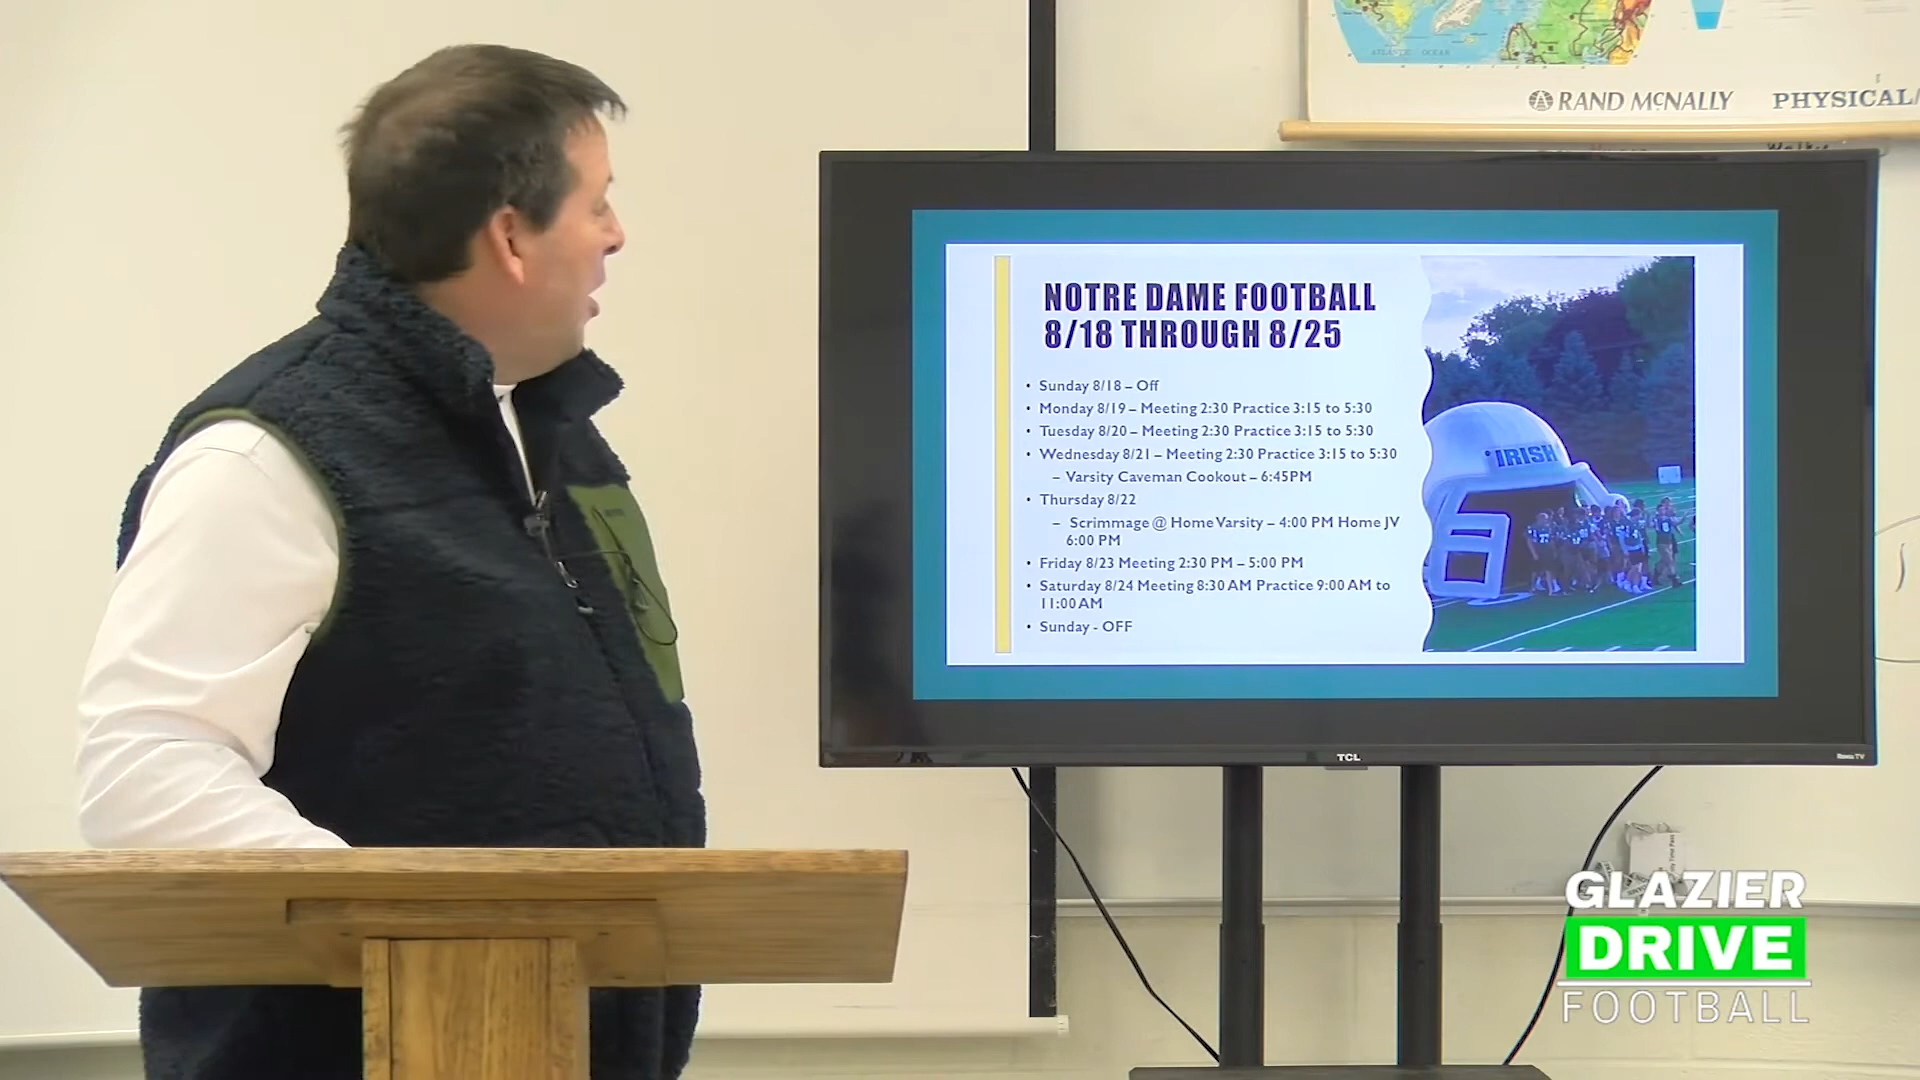 ATLANTIC OCEAN
RAND McNALLY PHYSICAL/
NOTRE DAME FOOTBALL
8/18 THROUGH 8/25
• Sunday 8/18 – Off
• Monday 8/19 – Meeting 2:30 Practice 3:15 to 5:30
• Tuesday 8/20 – Meeting 2:30 Practice 3:15 to 5:30
• Wednesday 8/21 – Meeting 2:30 Practice 3:15 to 5:30
– Varsity Caveman Cookout – 6:45PM
• Thursday 8/22
– Scrimmage @ Home Varsity – 4:00 PM Home JV
6:00 PM
• Friday 8/23 Meeting 2:30 PM – 5:00 PM
• Saturday 8/24 Meeting 8:30 AM Practice 9:00 AM to
11:00 AM
• Sunday - OFF
IRISH
TCL
Roku TV
GLAZIER
DRIVE
FOOTBALL